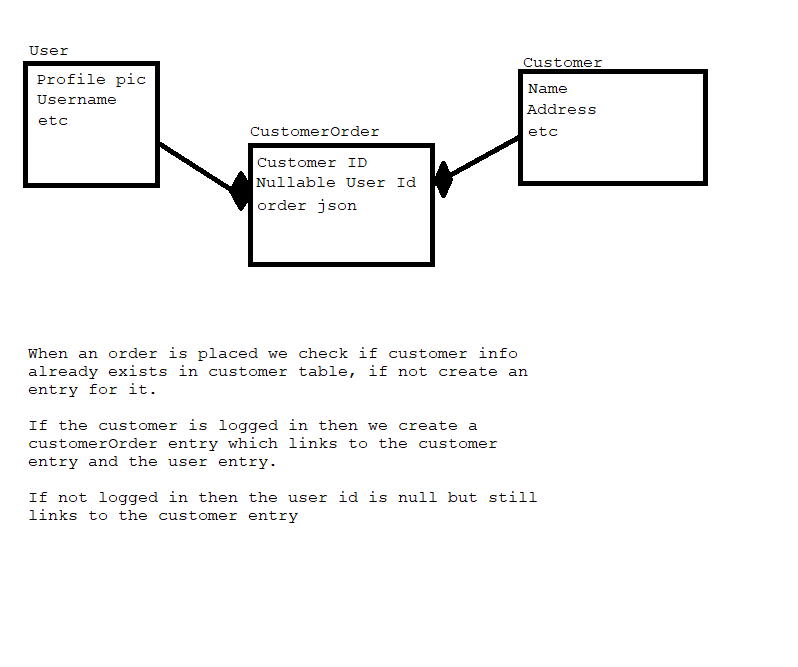 User
Profile pic
Username
etc
Customer
Name
Address
etc
CustomerOrder
Customer ID
Nullable User Id
order json
When an order is placed we check if customer info
already exists in customer table, if not create an
entry for it.
If the customer is logged in then we create a
customerOrder entry which links to the customer
entry and the user entry.
If not logged in then the user id is null but still
links to the customer entry